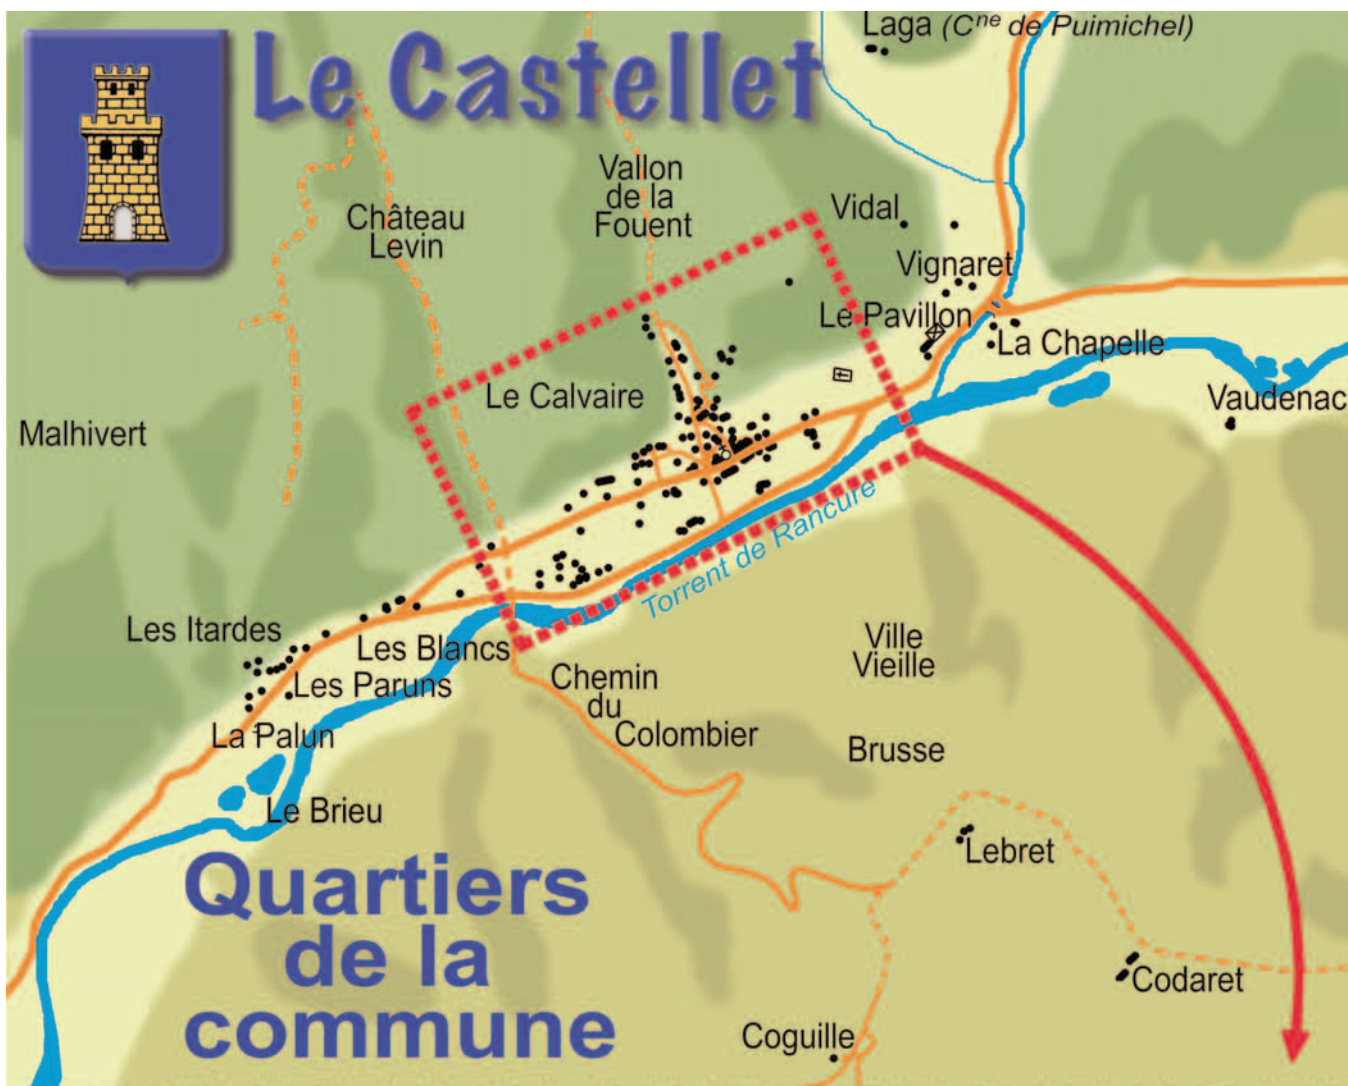 Laga (Cne de Puimichel)
Le Castellet
Vallon
de la
Fouent
Château
Levin
Vidal
Vignaret
Le Pavillon
La Chapelle
Le Calvaire
Vaudenac
Malhivert
Torrent de Rancure
Les Itardes
Les Blancs
Ville
Vieille
Les Paruns
Chemin
du
Colombier
La Palun
Brusse
Le Brieu
Lebret
Quartiers
de la
commune
Codaret
Coguille